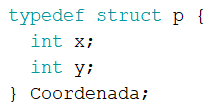 typedef struct p {
  int x;
  int y;
} Coordenada;